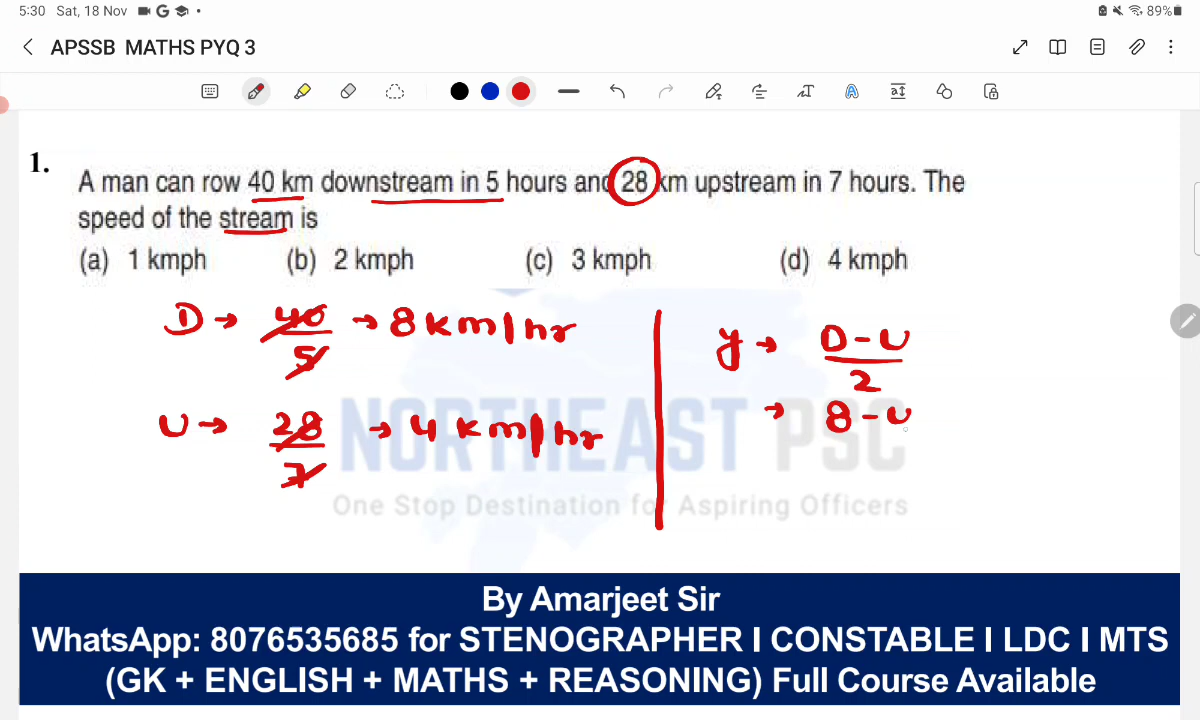 5:30 Sat, 18 Nov G 89%
APSSB MATHS PYQ 3
1.
A man can row 40 km downstream in 5 hours and 28 km upstream in 7 hours. The
speed of the stream is
(a) 1 kmph (b) 2 kmph (c) 3 kmph (d) 4 kmph
D → 40/5 → 8 km/hr
U → 28/7 → 4 km/hr
y → D-U/2
→ 8-U
NORTHEAST PSC
One Stop Destination for Aspiring Officers
By Amarjeet Sir
WhatsApp: 8076535685 for STENOGRAPHER I CONSTABLE I LDC I MTS
(GK + ENGLISH + MATHS + REASONING) Full Course Available